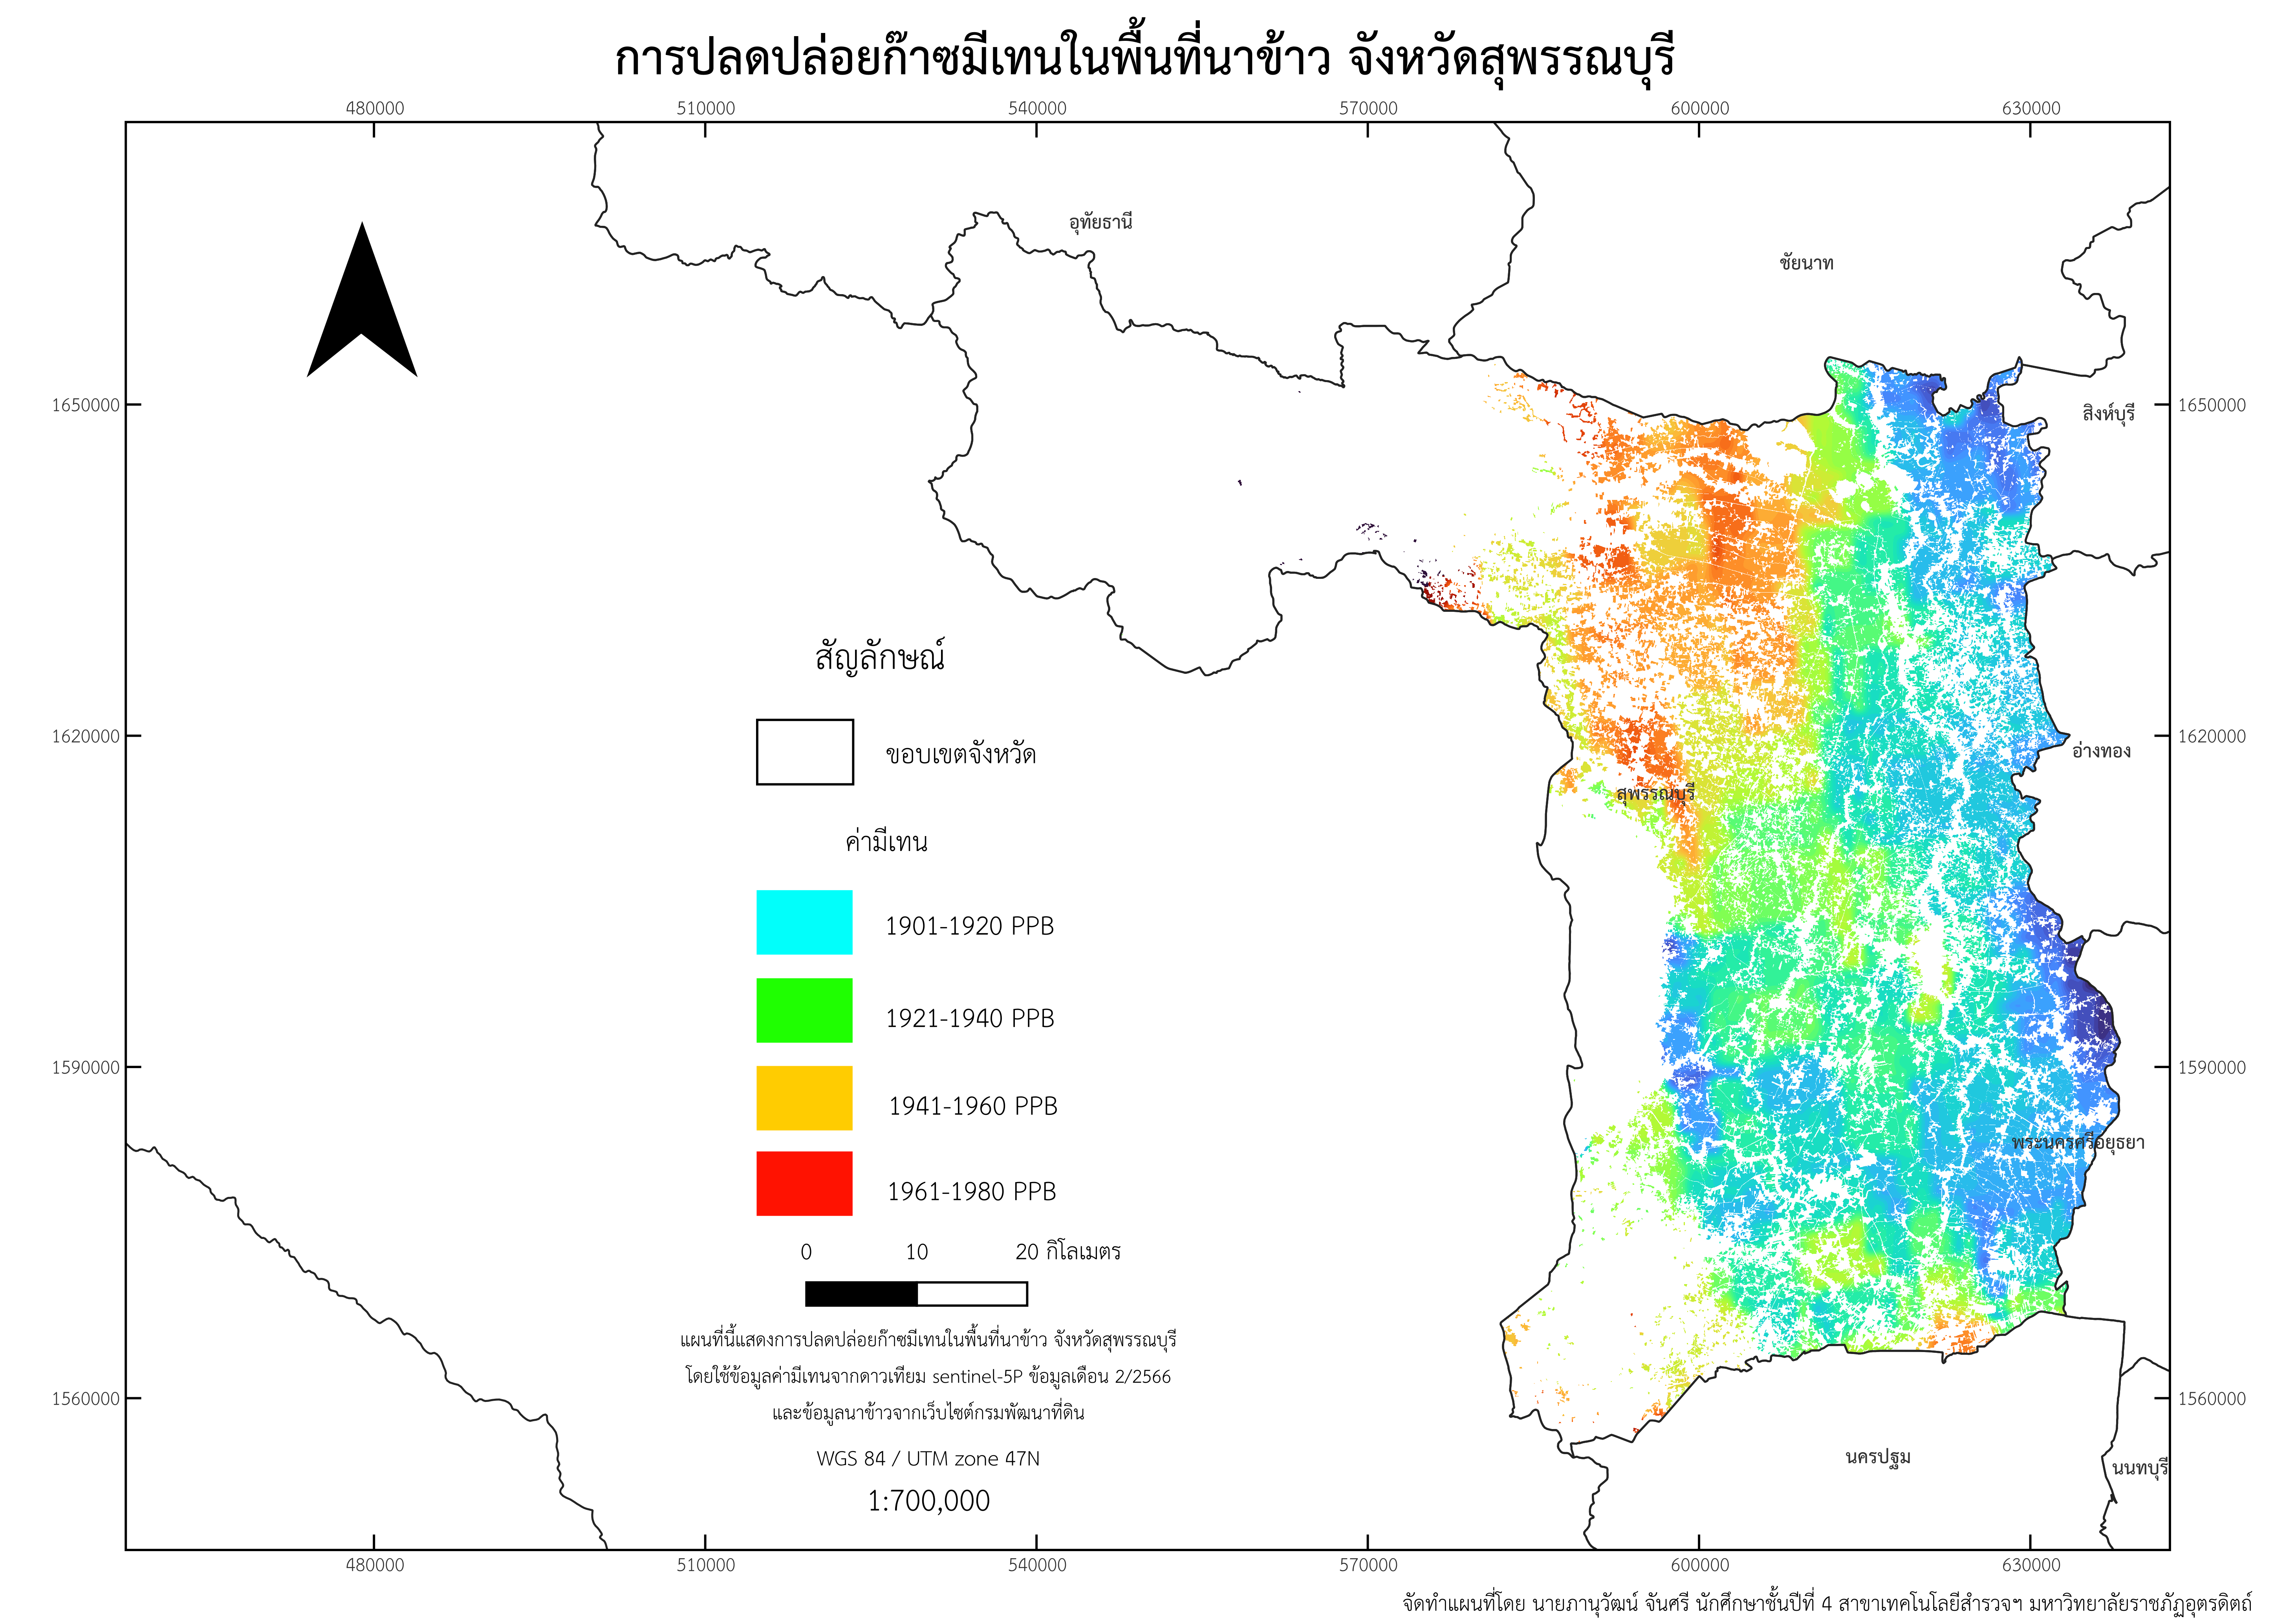 การปลดปล่อยก๊าซมีเทนในพื้นที่นาข้าว จังหวัดสุพรรณบุรี
480000 510000 540000 570000 600000 630000
อุทัยธานี
ชัยนาท
1650000 1650000
สิงห์บุรี
สัญลักษณ์
1620000 1620000
ขอบเขตจังหวัด
อ่างทอง
สุพรรณบุรี
ค่ามีเทน
1901-1920 PPB
1921-1940 PPB
1590000 1590000
1941-1960 PPB
พระนครศรีอยุธยา
1961-1980 PPB
0 10 20 กิโลเมตร
แผนที่นี้แสดงการปลดปล่อยก๊าซมีเทนในพื้นที่นาข้าว จังหวัดสุพรรณบุรี
โดยใช้ข้อมูลค่ามีเทนจากดาวเทียม sentinel-5P ข้อมูลเดือน 2/2566
1560000 1560000
และข้อมูลนาข้าวจากเว็บไซต์กรมพัฒนาที่ดิน
WGS 84 / UTM zone 47N
นครปฐม
นนทบุรี
1:700,000
480000 510000 540000 570000 600000 630000
จัดทำแผนที่โดย นายภานุวัฒน์ จันศรี นักศึกษาชั้นปีที่ 4 สาขาเทคโนโลยีสำรวจฯ มหาวิทยาลัยราชภัฏอุตรดิตถ์